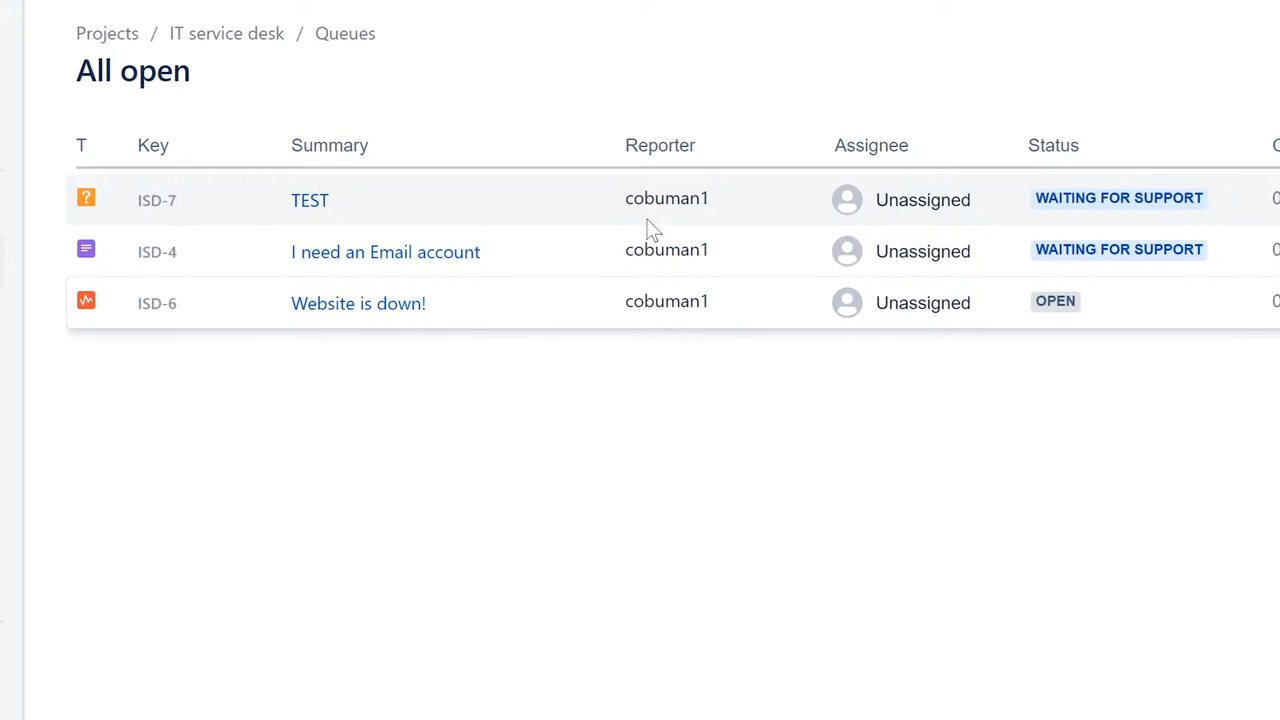 Projects / IT service desk / Queues
All open
T Key Summary Reporter Assignee Status
? ISD-7 TEST cobuman1 Unassigned WAITING FOR SUPPORT
ISD-4 I need an Email account cobuman1 Unassigned WAITING FOR SUPPORT
ISD-6 Website is down! cobuman1 Unassigned OPEN